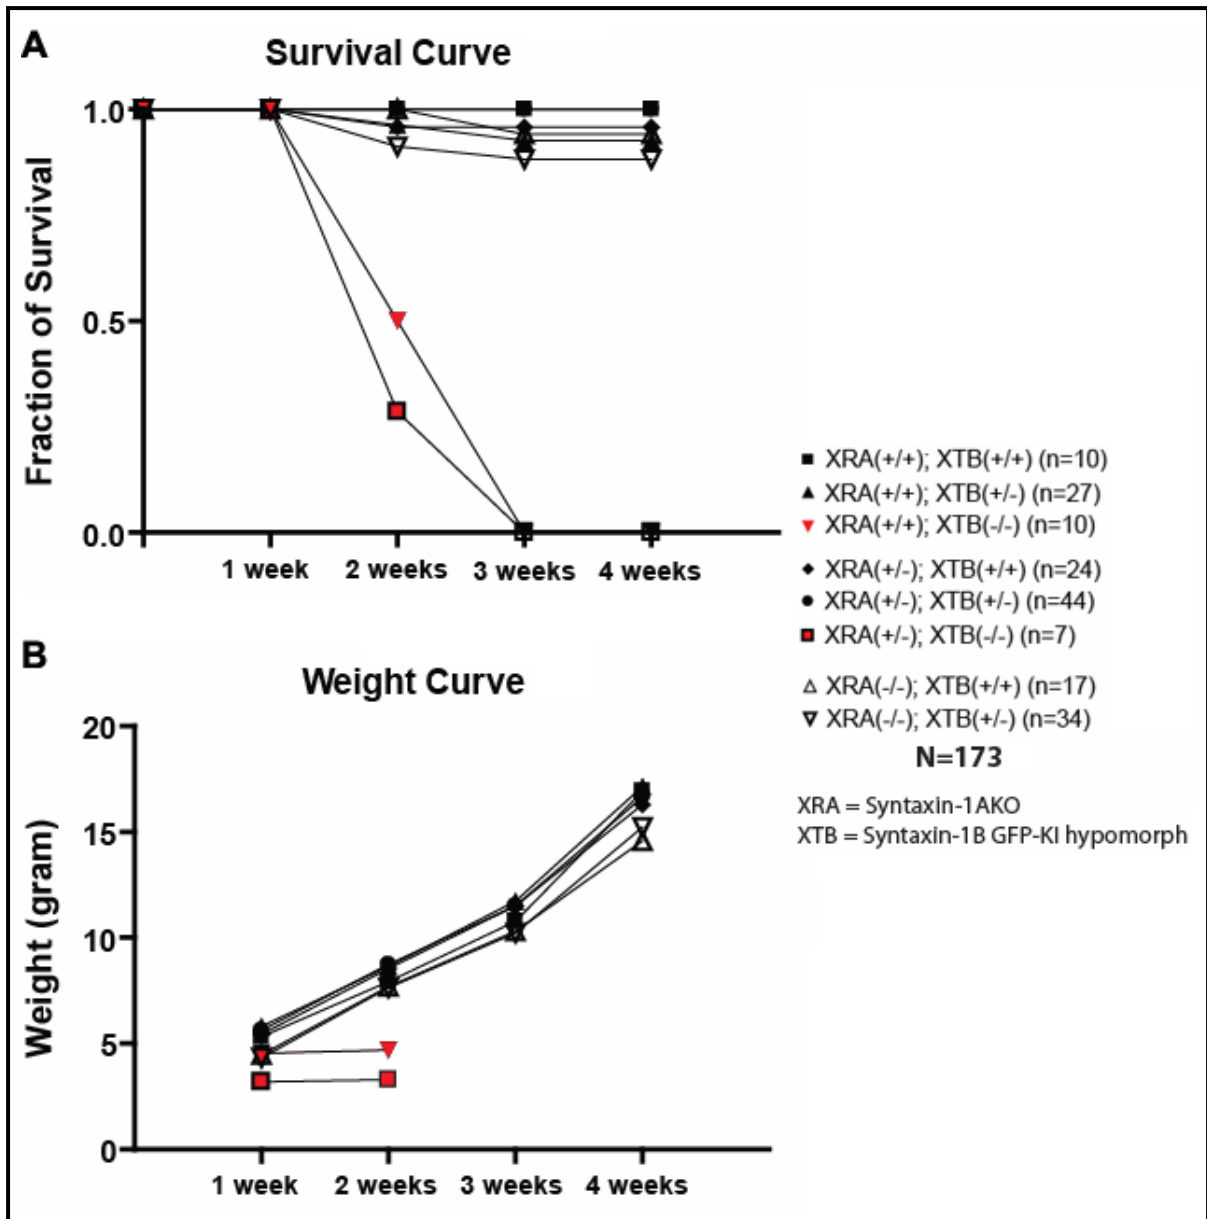 A
Survival Curve
Fraction of Survival
1.0
0.5
0.0
1 week 2 weeks 3 weeks 4 weeks
XRA(+/+); XTB(+/+) (n=10)
XRA(+/+); XTB(+/-) (n=27)
XRA(+/+); XTB(-/-) (n=10)
XRA(+/-); XTB(+/+) (n=24)
XRA(+/-); XTB(+/-) (n=44)
XRA(+/-); XTB(-/-) (n=7)
XRA(-/-); XTB(+/+) (n=17)
XRA(-/-); XTB(+/-) (n=34)
N=173
XRA = Syntaxin-1AKO
XTB = Syntaxin-1B GFP-KI hypomorph
B
Weight Curve
Weight (gram)
20
15
10
5
0
1 week 2 weeks 3 weeks 4 weeks